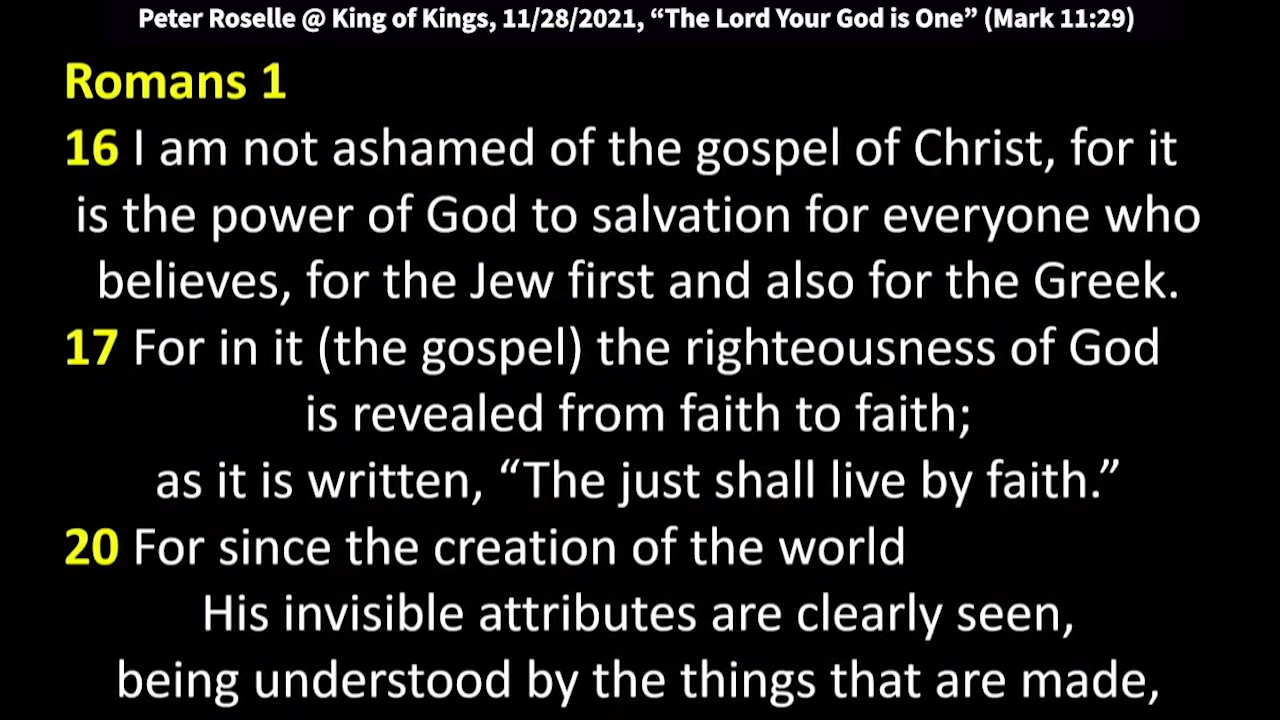 Peter Roselle @ King of Kings, 11/28/2021, “The Lord Your God is One” (Mark 11:29)
Romans 1
16 I am not ashamed of the gospel of Christ, for it
is the power of God to salvation for everyone who
believes, for the Jew first and also for the Greek.
17 For in it (the gospel) the righteousness of God
is revealed from faith to faith;
as it is written, “The just shall live by faith.”
20 For since the creation of the world
His invisible attributes are clearly seen,
being understood by the things that are made,